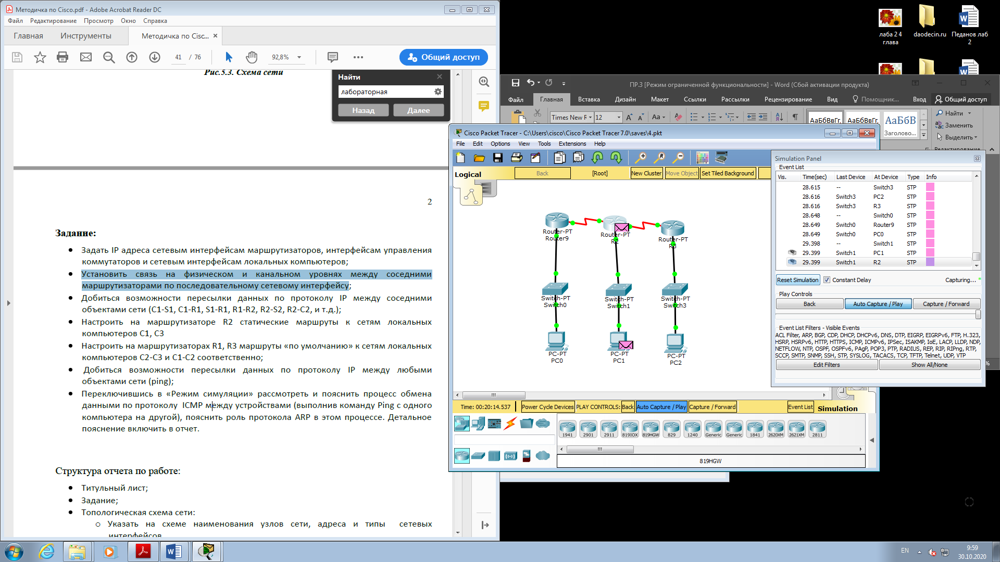 Методичка по Cisco.pdf - Adobe Acrobat Reader DC
Файл Редактирование Просмотр Окно Справка
Главная Инструменты Методичка по Cisc... ×
41 / 76 92,8% Общий доступ
Рис.5.3. Схема сети
Найти
лабораторная
Назад Далее
2
Задание:
• Задать IP адреса сетевым интерфейсам маршрутизаторов, интерфейсам управления
коммутаторов и сетевым интерфейсам локальных компьютеров;
• Установить связь на физическом и канальном уровнях между соседними
маршрутизаторами по последовательному сетевому интерфейсу;
• Добиться возможности пересылки данных по протоколу IP между соседними
объектами сети (C1-S1, C1-R1, S1-R1, R1-R2, R2-S2, R2-C2, и т.д.);
• Настроить на маршрутизаторе R2 статические маршруты к сетям локальных
компьютеров C1, C3
• Настроить на маршрутизаторах R1, R3 маршруты «по умолчанию» к сетям локальных
компьютеров C2-C3 и C1-C2 соответственно;
• Добиться возможности пересылки данных по протоколу IP между любыми
объектами сети (ping);
• Переключившись в «Режим симуляции» рассмотреть и пояснить процесс обмена
данными по протоколу ICMP между устройствами (выполнив команду Ping с одного
компьютера на другой), пояснить роль протокола ARP в этом процессе. Детальное
пояснение включить в отчет.
Структура отчета по работе:
• Титульный лист;
• Задание;
• Топологическая схема сети:
o Указать на схеме наименования узлов сети, адреса и типы сетевых
интерфейсов
лаба 2 4
глава
daodecin.ru
Педанов лаб
2
ПР.3 [Режим ограниченной функциональности] - Word (Сбой активации продукта)
Файл Главная Вставка Дизайн Макет Ссылки Рассылки Рецензирование Вид Помощник... Вход Общий доступ
Times New R 12 Aa
АаБбВвГг, АаБбВвГг, АаБбВ
Заголово...
Найти
Заменить
Выделить
Редактирование
%
Cisco Packet Tracer - C:\Users\cisco\Cisco Packet Tracer 7.0\saves\4.pkt
File Edit Options View Tools Extensions Help
Logical Back [Root] New Cluster Move Object Set Tiled Background
Router-PT
Router9
Router-PT
R2
Router-PT
R3
Switch-PT
Switch0
Switch-PT
Switch1
Switch-PT
Switch3
PC-PT
PC0
PC-PT
PC1
PC-PT
PC2
Time: 00:20:14.537 Power Cycle Devices PLAY CONTROLS: Back Auto Capture / Play Capture / Forward Event List Simulation
1941 2901 2911 819IOX 819HGW 829 1240 Generic Generic 1841 2620XM 2621XM 2811
819HGW
Simulation Panel
Event List
Vis. Time(sec) Last Device At Device Type Info
28.615 -- Switch3 STP
28.616 Switch3 PC2 STP
28.616 Switch3 R3 STP
28.648 -- Switch0 STP
28.649 Switch0 Router9 STP
28.649 Switch0 PC0 STP
29.398 -- Switch1 STP
29.399 Switch1 PC1 STP
29.399 Switch1 R2 STP
Reset Simulation Constant Delay Capturing... *
Play Controls
Back Auto Capture / Play Capture / Forward
Event List Filters - Visible Events
ACL Filter, ARP, BGP, CDP, DHCP, DHCPv6, DNS, DTP, EIGRP, EIGRPv6, FTP, H.323,
HSRP, HSRPv6, HTTP, HTTPS, ICMP, ICMPv6, IPSec, ISAKMP, IoE, LACP, LLDP, NDP,
NETFLOW, NTP, OSPF, OSPFv6, PAgP, POP3, PTP, RADIUS, REP, RIP, RIPng, RTP,
SCCP, SMTP, SNMP, SSH, STP, SYSLOG, TACACS, TCP, TFTP, Telnet, UDP, VTP
Edit Filters Show All/None
EN
9:59
30.10.2020